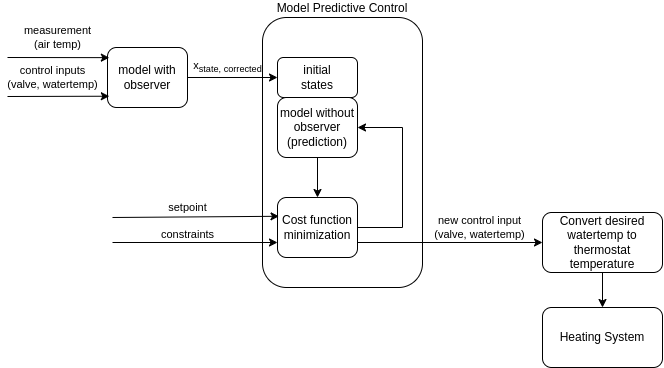 Model Predictive Control
measurement
(air temp)
control inputs
(valve, watertemp)
model with
observer
xstate, corrected
initial
states
model without
observer
(prediction)
setpoint
constraints
Cost function
minimization
new control input
(valve, watertemp)
Convert desired
watertemp to
thermostat
temperature
Heating System